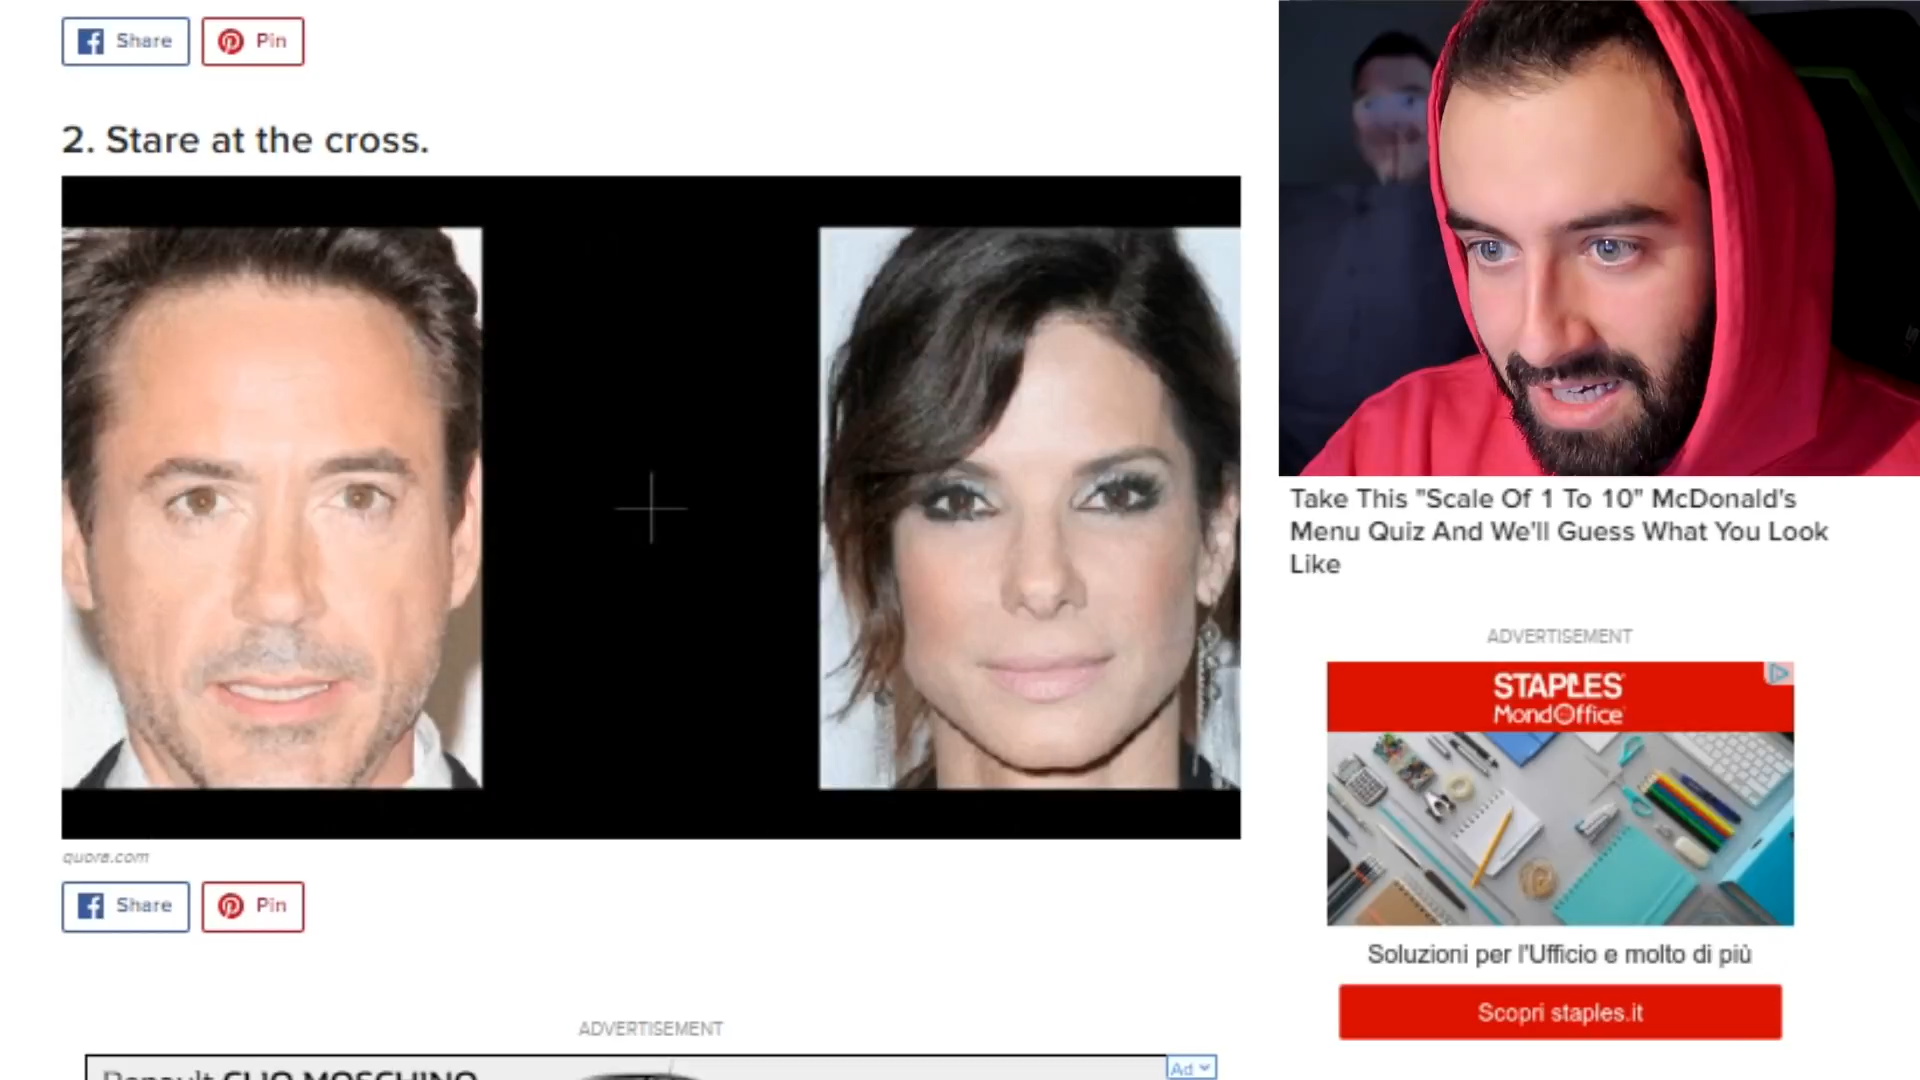 Share
Pin
2. Stare at the cross.
quora.com
Share
Pin
ADVERTISEMENT
Ad
CLIO MOSCHINO
Take This "Scale Of 1 To 10" McDonald's
Menu Quiz And We'll Guess What You Look
Like
ADVERTISEMENT
STAPLES
MondOffice
Soluzioni per l'Ufficio e molto di più
Scopri staples.it